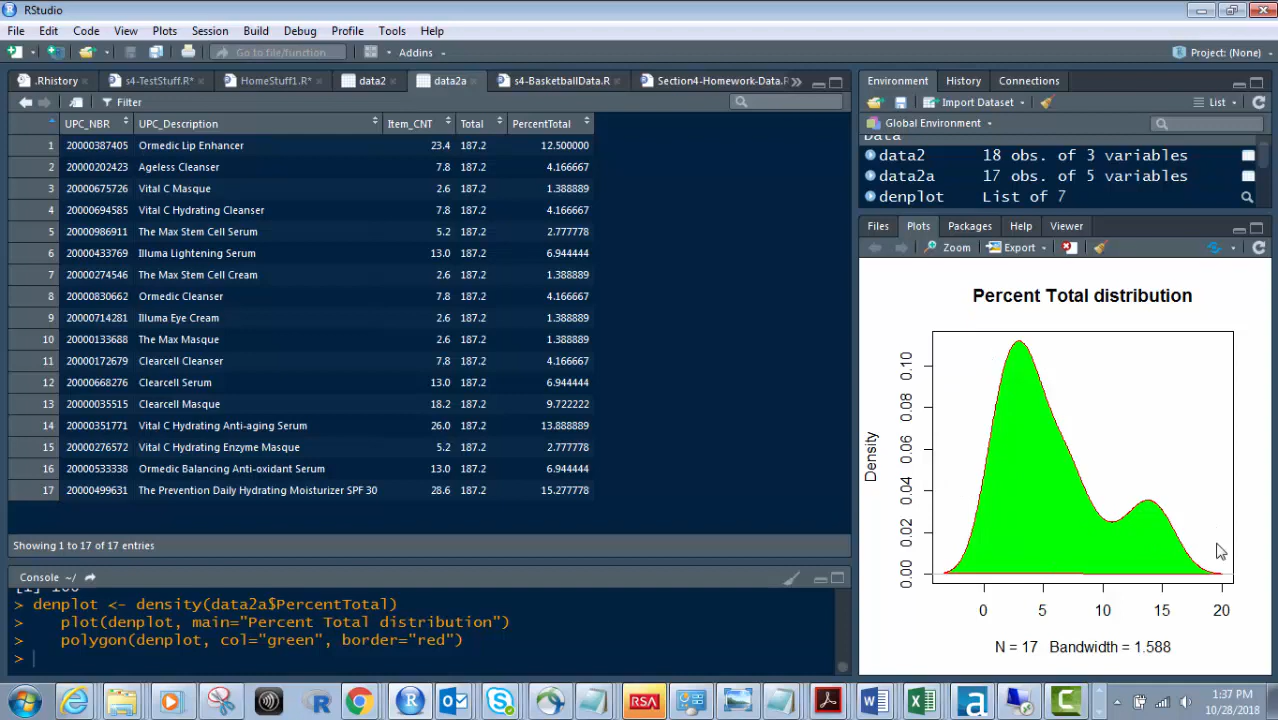 RStudio
File Edit Code View Plots Session Build Debug Profile Tools Help
Go to file/function Addins Project: (None)
.Rhistory s4-TestStuff.R* HomeStuff1.R* data2 data2a s4-BasketballData.R Section4-Homework-Data.R
Filter
UPC_NBR UPC_Description Item_CNT Total PercentTotal
1 20000387405 Ormedic Lip Enhancer 23.4 187.2 12.500000
2 20000202423 Ageless Cleanser 7.8 187.2 4.166667
3 20000675726 Vital C Masque 2.6 187.2 1.388889
4 20000694585 Vital C Hydrating Cleanser 7.8 187.2 4.166667
5 20000986911 The Max Stem Cell Serum 5.2 187.2 2.777778
6 20000433769 Illuma Lightening Serum 13.0 187.2 6.944444
7 20000274546 The Max Stem Cell Cream 2.6 187.2 1.388889
8 20000830662 Ormedic Cleanser 7.8 187.2 4.166667
9 20000714281 Illuma Eye Cream 2.6 187.2 1.388889
10 20000133688 The Max Masque 2.6 187.2 1.388889
11 20000172679 Clearcell Cleanser 7.8 187.2 4.166667
12 20000668276 Clearcell Serum 13.0 187.2 6.944444
13 20000035515 Clearcell Masque 18.2 187.2 9.722222
14 20000351771 Vital C Hydrating Anti-aging Serum 26.0 187.2 13.888889
15 20000276572 Vital C Hydrating Enzyme Masque 5.2 187.2 2.777778
16 20000533338 Ormedic Balancing Anti-oxidant Serum 13.0 187.2 6.944444
17 20000499631 The Prevention Daily Hydrating Moisturizer SPF 30 28.6 187.2 15.277778
Showing 1 to 17 of 17 entries
Console ~/
[1] 100
> denplot <- density(data2a$PercentTotal)
> plot(denplot, main="Percent Total distribution")
> polygon(denplot, col="green", border="red")
>
Environment History Connections
Import Dataset List
Global Environment
Data
data2 18 obs. of 3 variables
data2a 17 obs. of 5 variables
denplot List of 7
Files Plots Packages Help Viewer
Zoom Export
Percent Total distribution
Density
0.10
0.08
0.06
0.04
0.02
0.00
0 5 10 15 20
N = 17 Bandwidth = 1.588
RSA
1:37 PM
10/28/2018